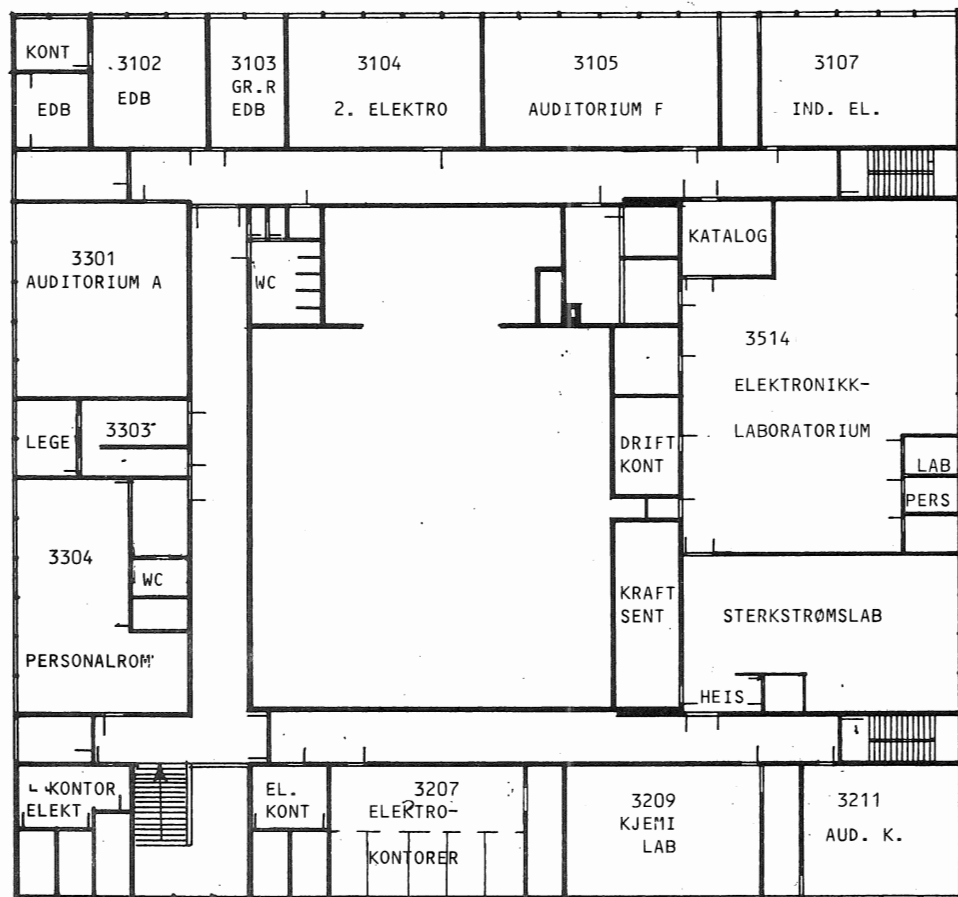 KONT
EDB
3102
EDB
3103
GR.R
EDB
3104
2. ELEKTRO
3105
AUDITORIUM F
3107
IND. EL.
3301
AUDITORIUM A
WC
KATALOG
3514
ELEKTRONIKK-
LABORATORIUM
LEGE
3303
DRIFT
KONT
LAB
PERS
3304
WC
PERSONALROM
KRAFT
SENT
STERKSTRØMSLAB
HEIS
KONTOR
ELEKT
EL.
KONT
3207
ELEKTRO-
KONTORER
3209
KJEMI
LAB
3211
AUD. K.